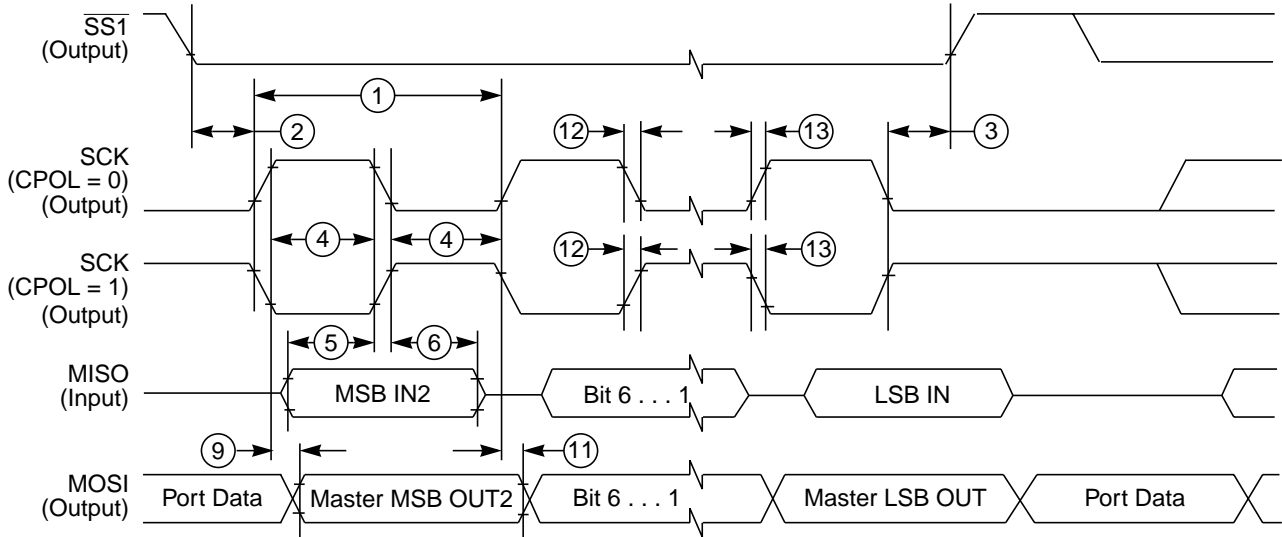 SS1
(Output)
1
2
12
13
3
SCK
(CPOL = 0)
(Output)
4
4
SCK
(CPOL = 1)
(Output)
12
13
5
6
MISO
(Input)
MSB IN2
Bit 6 . . . 1
LSB IN
9
11
MOSI
(Output)
Port Data
Master MSB OUT2
Bit 6 . . . 1
Master LSB OUT
Port Data